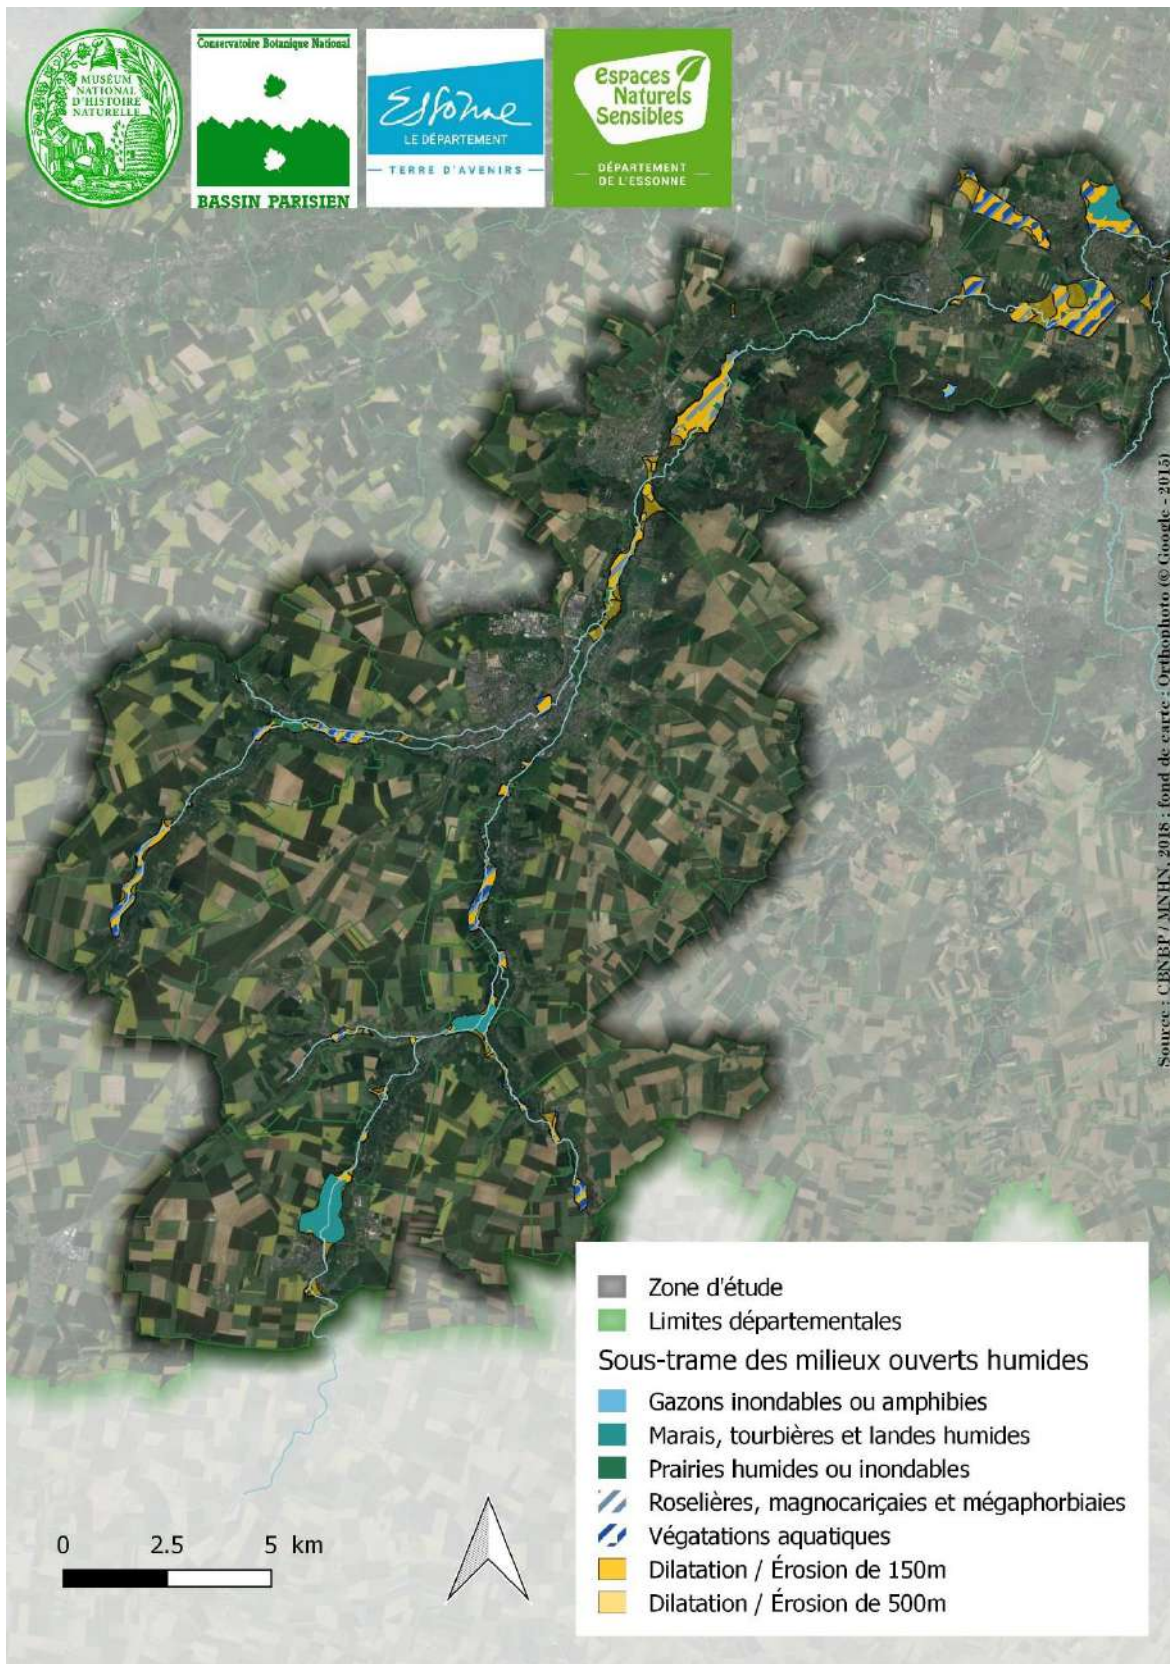 MUSÉUM
NATIONAL
D'HISTOIRE
NATURELLE
Conservatoire Botanique National
BASSIN PARISIEN
Essonne
LE DÉPARTEMENT
TERRE D'AVENIRS
espaces
Naturels
Sensibles
DÉPARTEMENT
DE L'ESSONNE
Source : CBNBP / MNHN, 2018 ; fond de carte Orthophoto (© Google - 2015)
Zone d'étude
Limites départementales
Sous-trame des milieux ouverts humides
Gazons inondables ou amphibies
Marais, tourbières et landes humides
Prairies humides ou inondables
Roselières, magnocariçaies et mégaphorbiaies
Végatations aquatiques
Dilatation / Érosion de 150m
Dilatation / Érosion de 500m
0 2.5 5 km